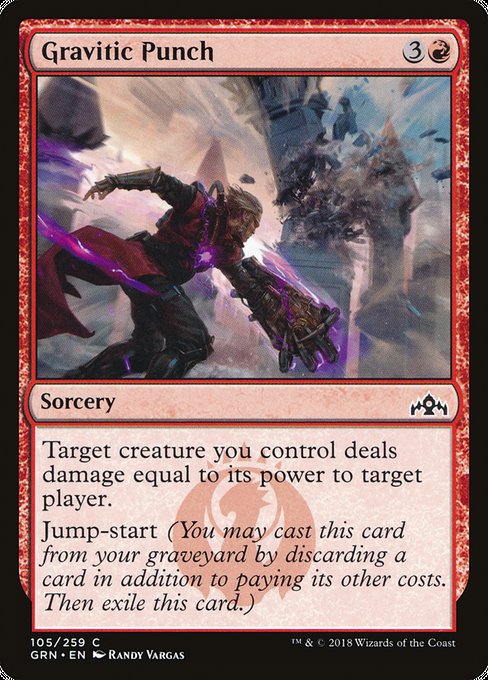 Gravitic Punch 3
Sorcery
Target creature you control deals
damage equal to its power to target
player.
Jump-start (You may cast this card
from your graveyard by discarding a
card in addition to paying its other costs.
Then exile this card.)
105/259 C
GRN • EN Randy Vargas
™ & © 2018 Wizards of the Coast